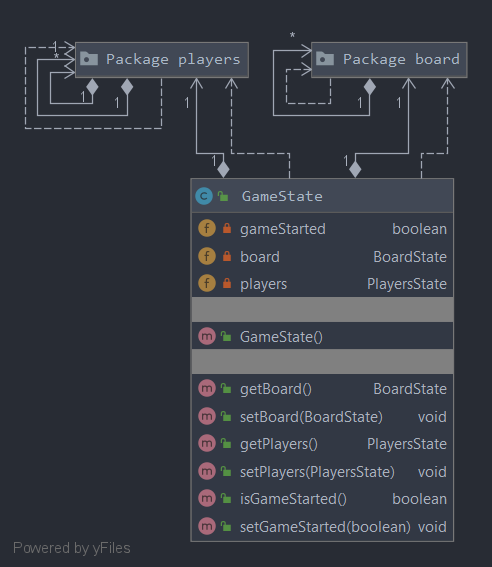 *
1
*
Package players
Package board
1
1
1
1
1
1
1
GameState
gameStarted boolean
board BoardState
players PlayersState
GameState()
getBoard() BoardState
setBoard(BoardState) void
getPlayers() PlayersState
setPlayers(PlayersState) void
isGameStarted() boolean
setGameStarted(boolean) void
Powered by yFiles